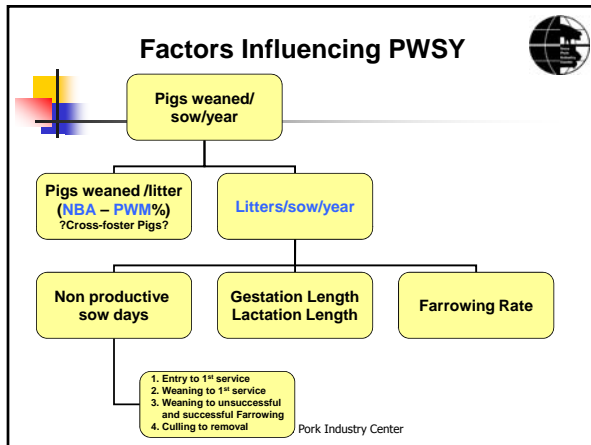 Factors Influencing PWSY
Pigs weaned/
sow/year
Pigs weaned /litter
(NBA – PWM%)
?Cross-foster Pigs?
Litters/sow/year
Non productive
sow days
Gestation Length
Lactation Length
Farrowing Rate
1. Entry to 1st service
2. Weaning to 1st service
3. Weaning to unsuccessful
and successful Farrowing
4. Culling to removal
Pork Industry Center